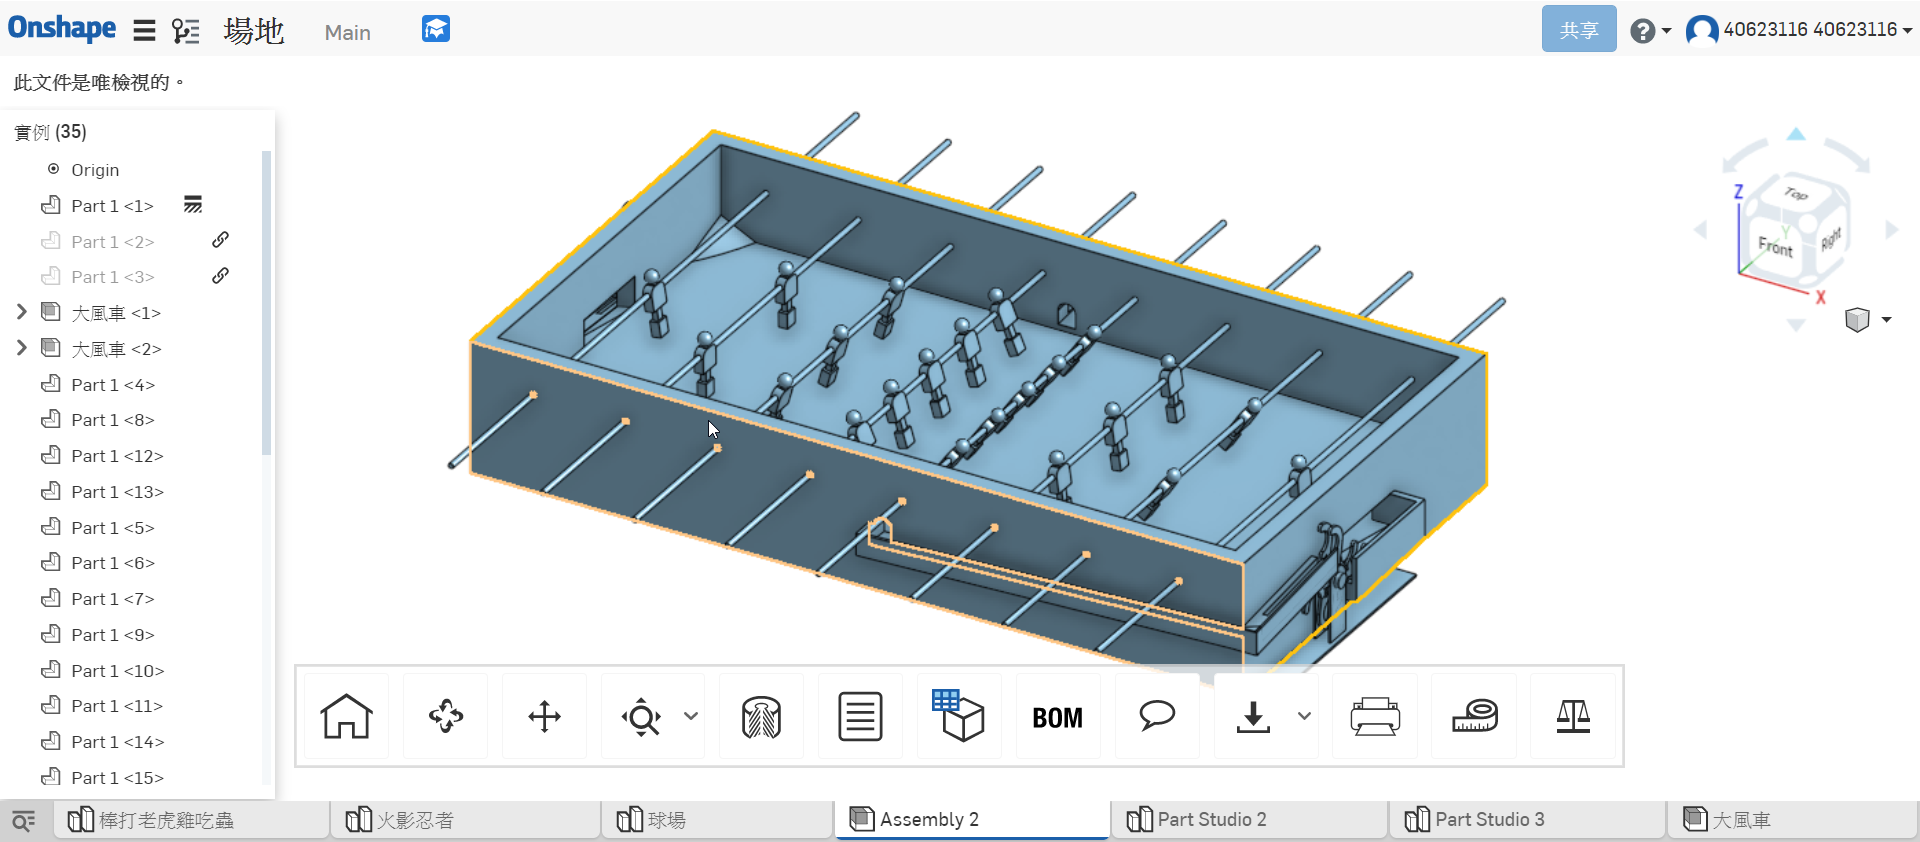 Onshape 場地 Main 共享 40623116 40623116
此文件是唯檢視的。
實例 (35)
Origin
Part 1 <1>
Part 1 <2>
Part 1 <3>
大風車 <1>
大風車 <2>
Part 1 <4>
Part 1 <8>
Part 1 <12>
Part 1 <13>
Part 1 <5>
Part 1 <6>
Part 1 <7>
Part 1 <9>
Part 1 <10>
Part 1 <11>
Part 1 <14>
Part 1 <15>
Z
Top
Y
Front
Right
X
BOM
棒打老虎雞吃蟲 火影忍者 球場 Assembly 2 Part Studio 2 Part Studio 3 大風車